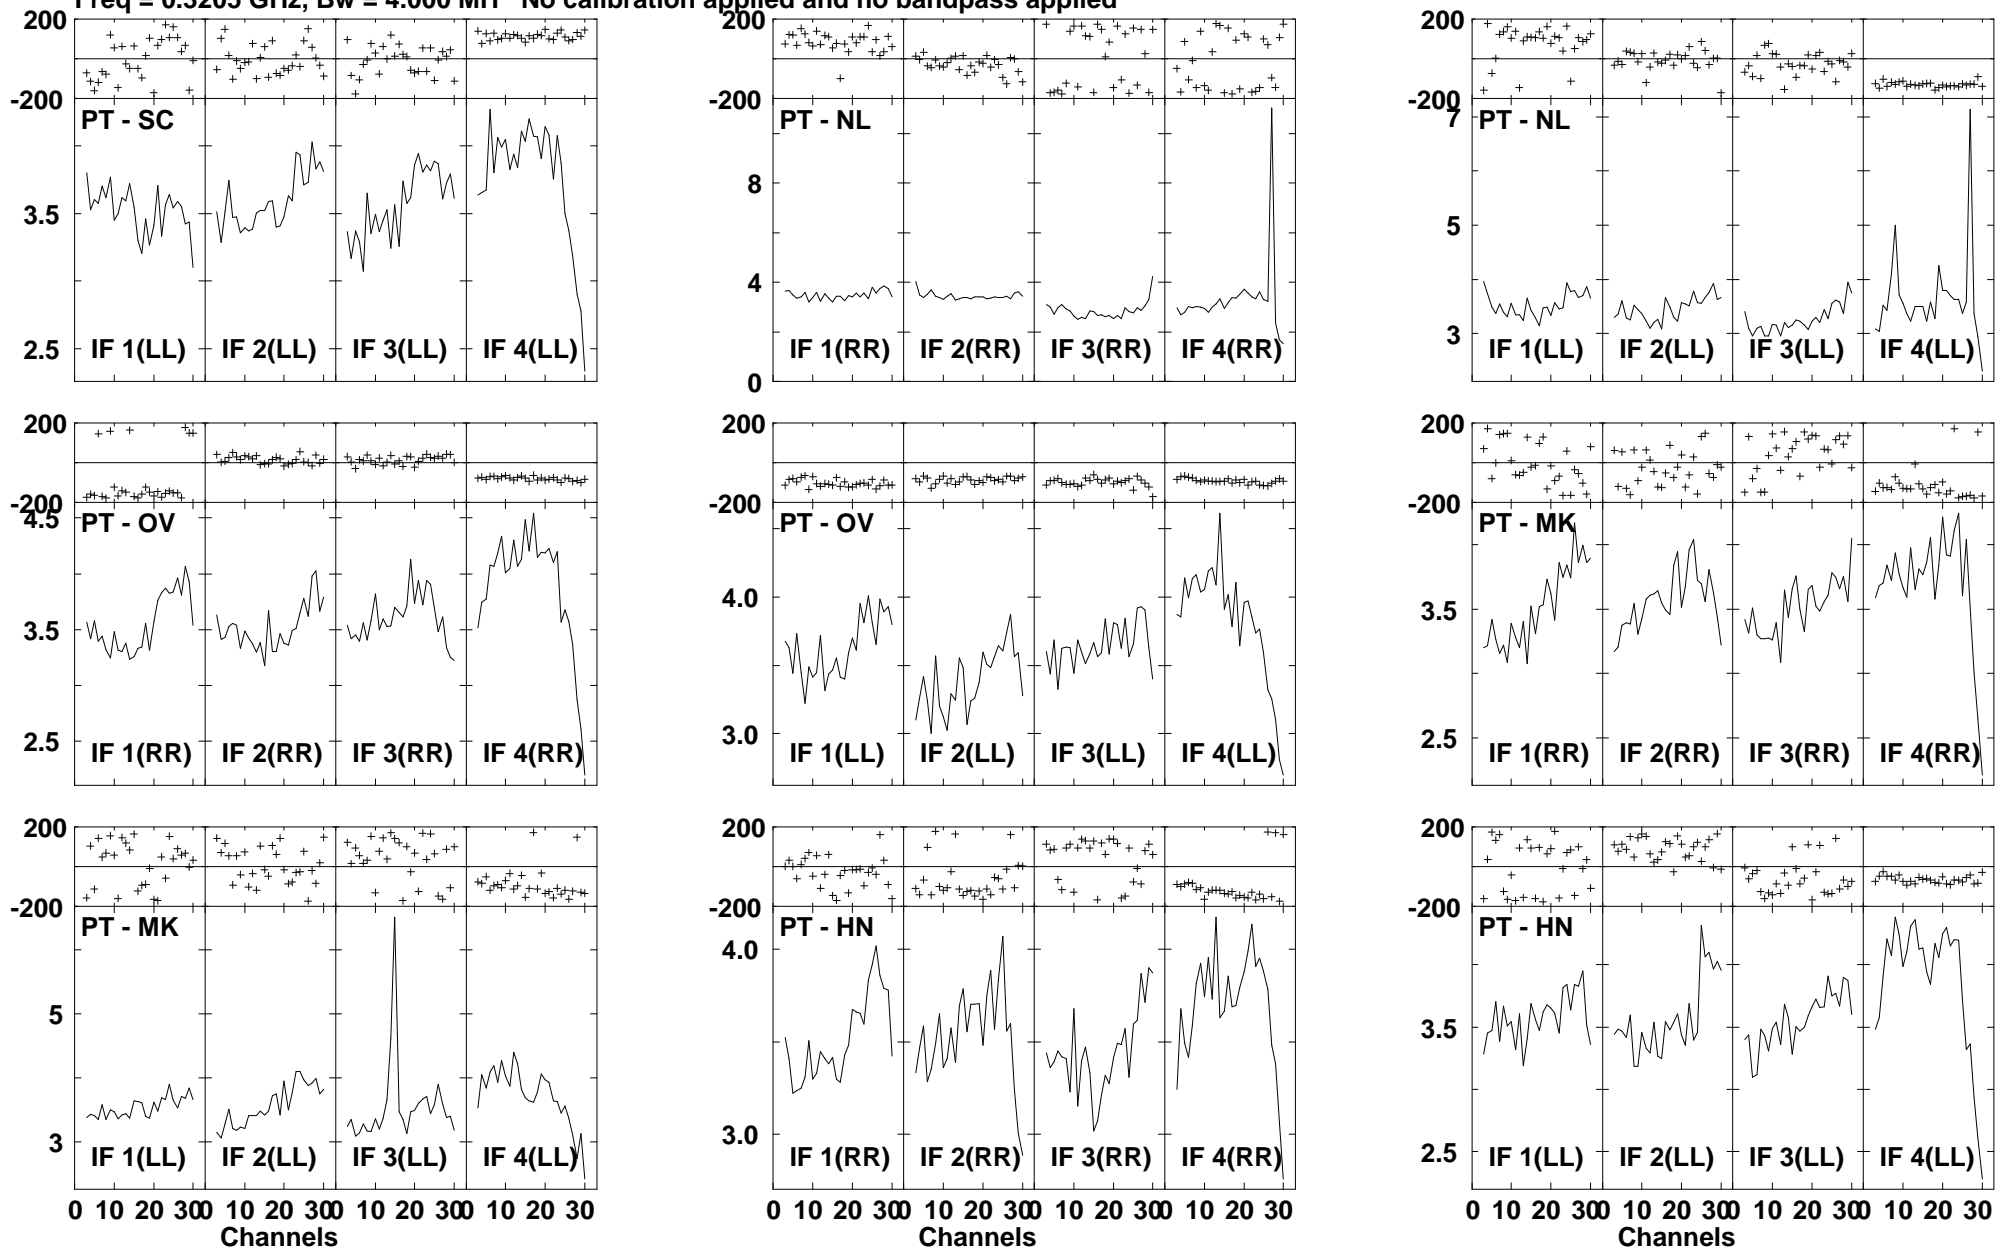 Freq = 0.3205 GHz, Bw = 4.000 MH No calibration applied and no bandpass applied
200 200 200
-200 -200 -200
PT - SC PT - NL 7 PT - NL
8
3.5 5
4
3
2.5 IF 1(LL) IF 2(LL) IF 3(LL) IF 4(LL) IF 1(RR) IF 2(RR) IF 3(RR) IF 4(RR) IF 1(LL) IF 2(LL) IF 3(LL) IF 4(LL)
0
200 200 200
-200 -200 -200
4.5 PT - OV PT - OV PT - MK
4.0
3.5 3.5
2.5 3.0 2.5
IF 1(RR) IF 2(RR) IF 3(RR) IF 4(RR) IF 1(LL) IF 2(LL) IF 3(LL) IF 4(LL) IF 1(RR) IF 2(RR) IF 3(RR) IF 4(RR)
200 200 200
-200 -200 -200
PT - MK PT - HN PT - HN
4.0
5 3.5
3 3.0 2.5
IF 1(LL) IF 2(LL) IF 3(LL) IF 4(LL) IF 1(RR) IF 2(RR) IF 3(RR) IF 4(RR) IF 1(LL) IF 2(LL) IF 3(LL) IF 4(LL)
0 10 20 30 0 10 20 30 0 10 20 30 0 10 20 30 0 10 20 30 0 10 20 30 0 10 20 30 0 10 20 30 0 10 20 30
Channels Channels Channels